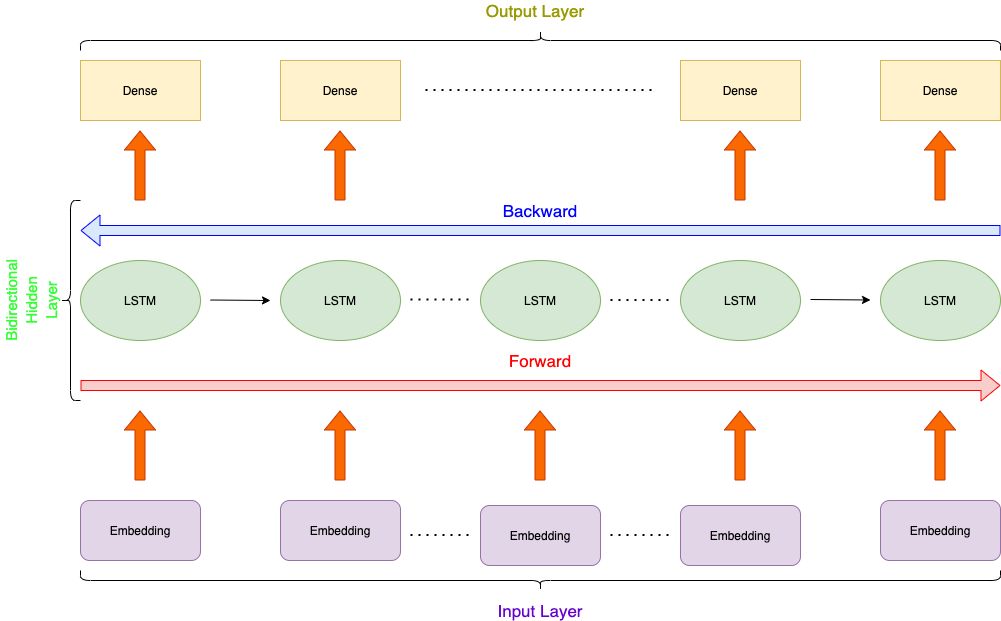 Output Layer
Dense
Dense
Dense
Dense
Backward
Bidirectional
Hidden
Layer
LSTM
LSTM
LSTM
LSTM
LSTM
Forward
Embedding
Embedding
Embedding
Embedding
Embedding
Input Layer